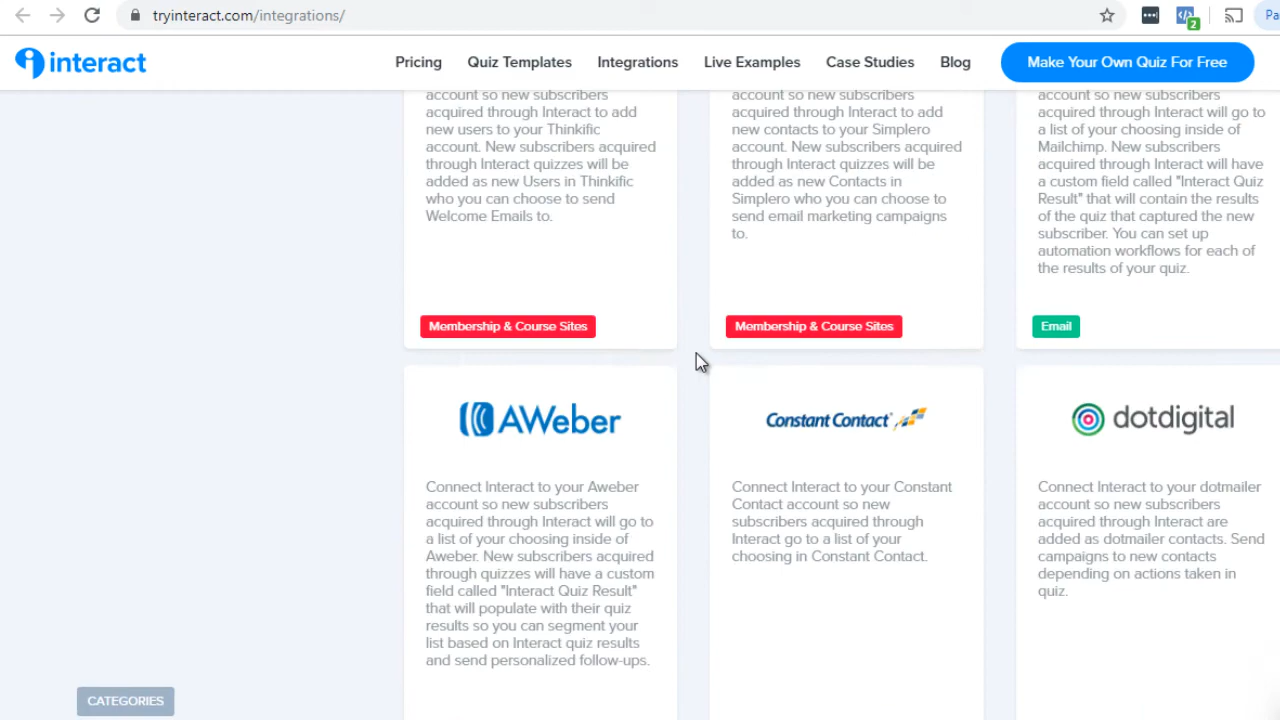 tryinteract.com/integrations/
2
Pa
interact
Pricing
Quiz Templates
Integrations
Live Examples
Case Studies
Blog
Make Your Own Quiz For Free
account so new subscribers
acquired through Interact to add
new users to your Thinkific
account. New subscribers acquired
through Interact quizzes will be
added as new Users in Thinkific
who you can choose to send
Welcome Emails to.
Membership & Course Sites
account so new subscribers
acquired through Interact to add
new contacts to your Simplero
account. New subscribers acquired
through Interact quizzes will be
added as new Contacts in
Simplero who you can choose to
send email marketing campaigns
to.
Membership & Course Sites
account so new subscribers
acquired through Interact will go to
a list of your choosing inside of
Mailchimp. New subscribers
acquired through Interact will have
a custom field called "Interact Quiz
Result" that will contain the results
of the quiz that captured the new
subscriber. You can set up
automation workflows for each of
the results of your quiz.
Email
AWeber
Connect Interact to your Aweber
account so new subscribers
acquired through Interact will go to
a list of your choosing inside of
Aweber. New subscribers acquired
through quizzes will have a custom
field called "Interact Quiz Result"
that will populate with their quiz
results so you can segment your
list based on Interact quiz results
and send personalized follow-ups.
Constant Contact
Connect Interact to your Constant
Contact account so new
subscribers acquired through
Interact go to a list of your
choosing in Constant Contact.
dotdigital
Connect Interact to your dotmailer
account so new subscribers
acquired through Interact are
added as dotmailer contacts. Send
campaigns to new contacts
depending on actions taken in
quiz.
CATEGORIES